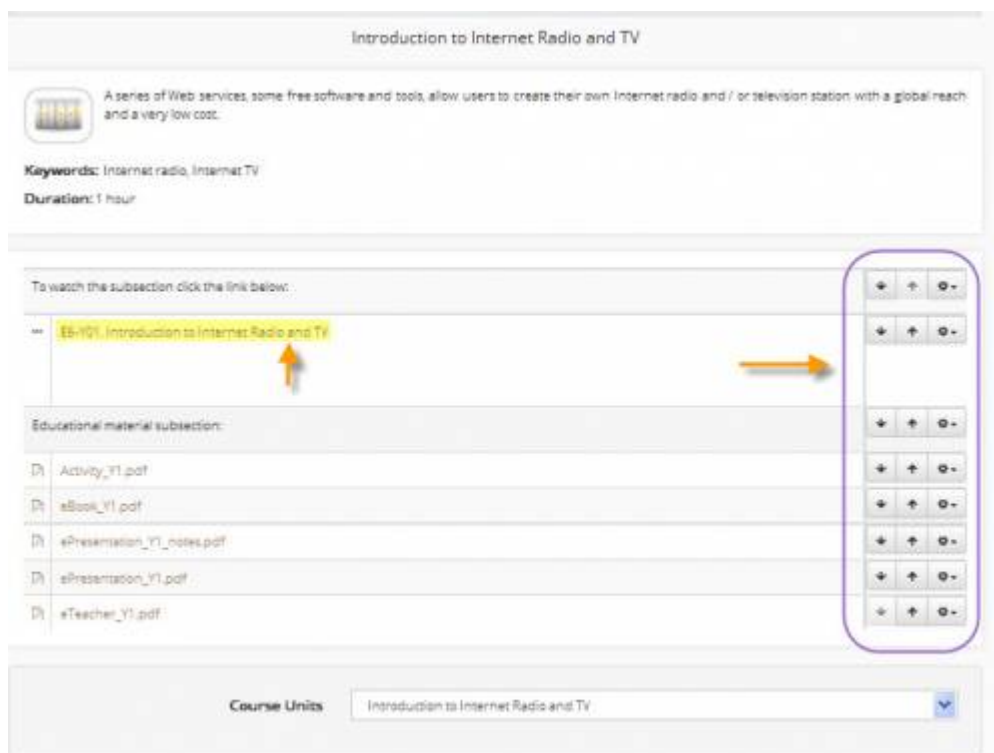 Introduction to Internet Radio and TV
A series of Web services, some free software and tools, allow users to create their own Internet radio and / or television station with a global reach
and a very low cost.
Keywords: Internet radio, Internet TV
Duration: 1 hour
To watch the subsection click the link below:
E6-Y01. Introduction to Internet Radio and TV
Educational material subsection:
Activity_Y1.pdf
eBook_Y1.pdf
ePresentation_Y1_notes.pdf
ePresentation_Y1.pdf
eTeacher_Y1.pdf
Course Units Introduction to Internet Radio and TV